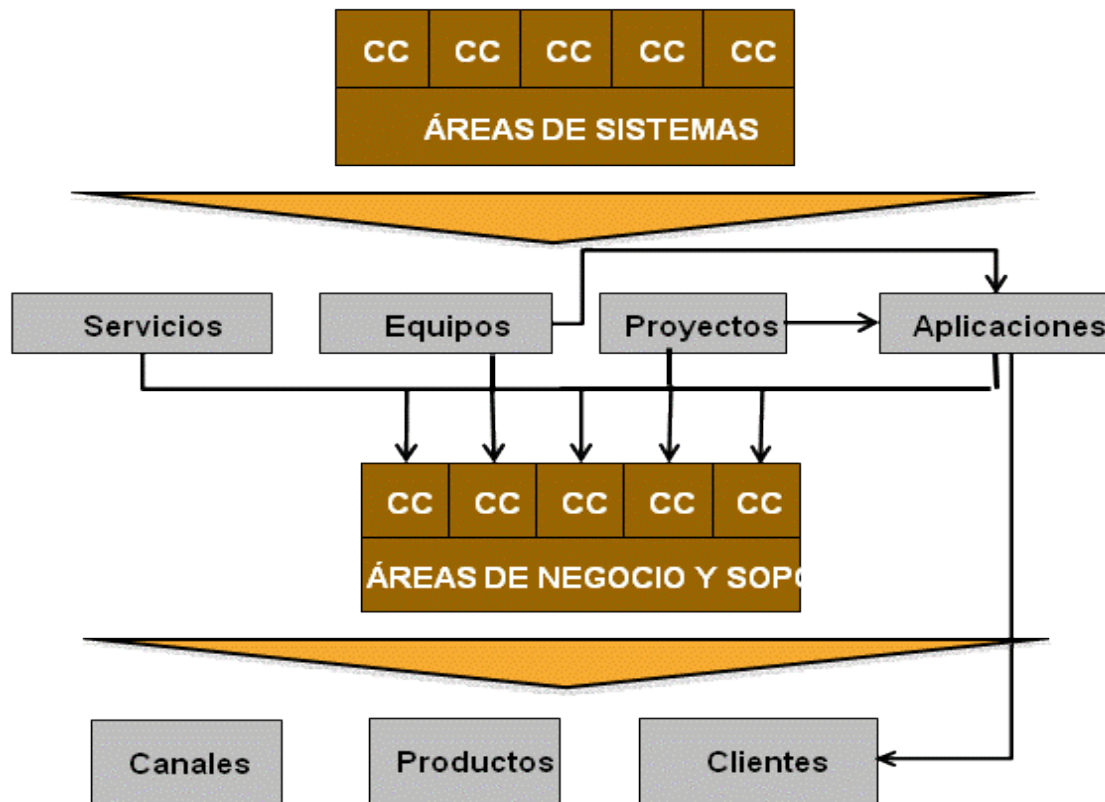 CC CC CC CC CC
ÁREAS DE SISTEMAS
Servicios Equipos Proyectos Aplicaciones
CC CC CC CC CC
ÁREAS DE NEGOCIO Y
Canales Productos Clientes